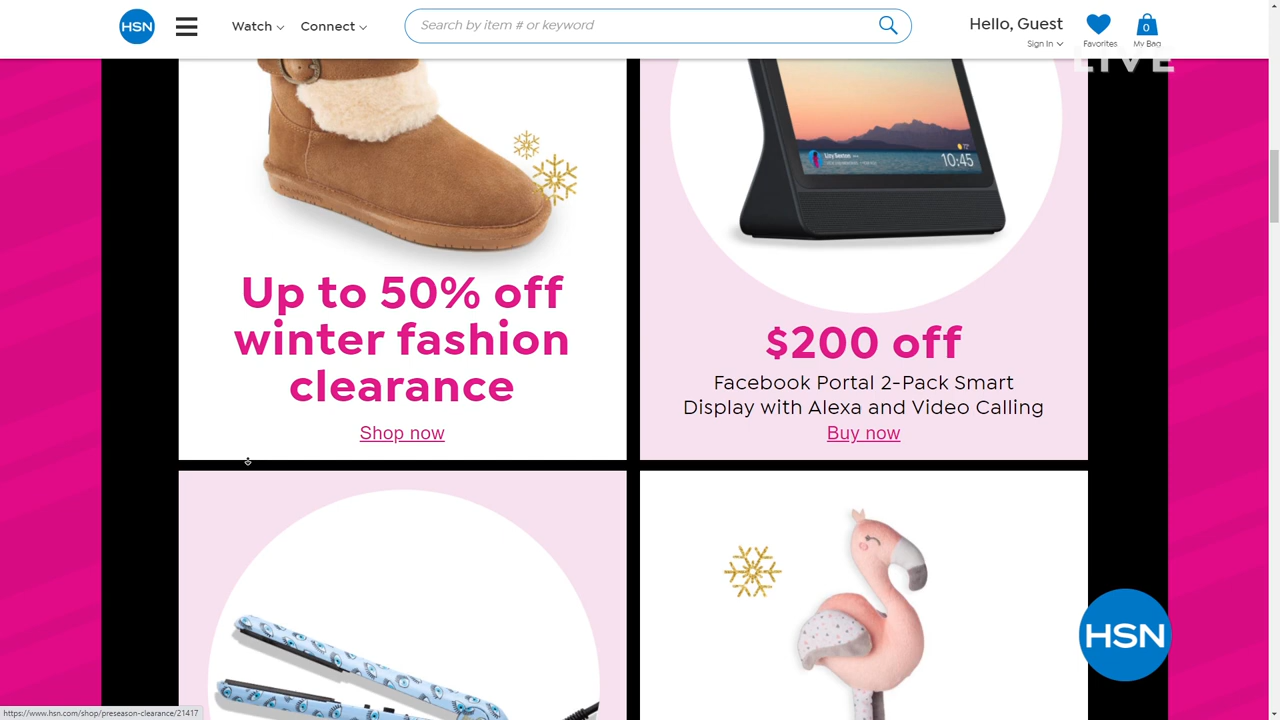 HSN
Watch
Connect
Search by item # or keyword
Hello, Guest
Sign In
Favorites
0
My Bag
LIVE
10:45
Up to 50% off
winter fashion
clearance
Shop now
$200 off
Facebook Portal 2-Pack Smart
Display with Alexa and Video Calling
Buy now
HSN
https://www.hsn.com/shop/preseason-clearance/21417